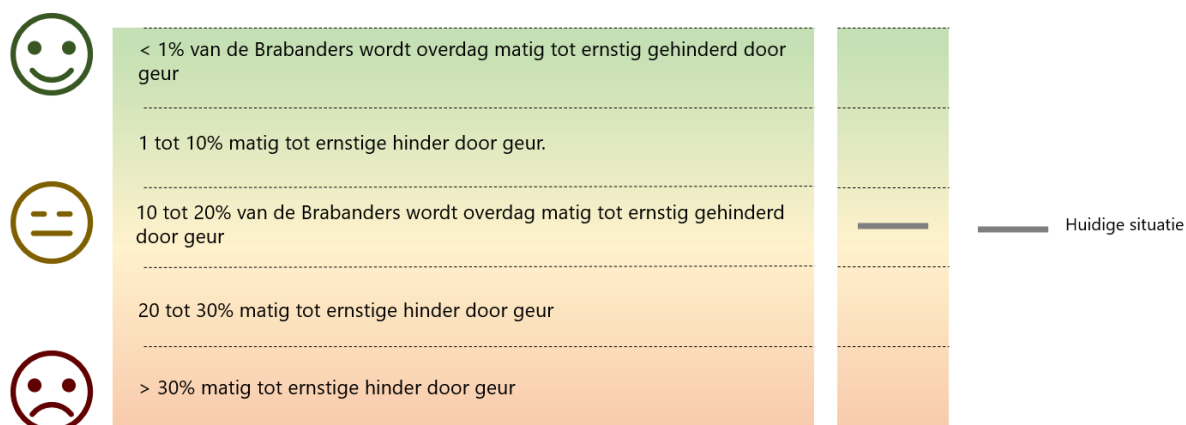 < 1% van de Brabanders wordt overdag matig tot ernstig gehinderd door
geur
1 tot 10% matig tot ernstige hinder door geur.
10 tot 20% van de Brabanders wordt overdag matig tot ernstig gehinderd
door geur
Huidige situatie
20 tot 30% matig tot ernstige hinder door geur
> 30% matig tot ernstige hinder door geur